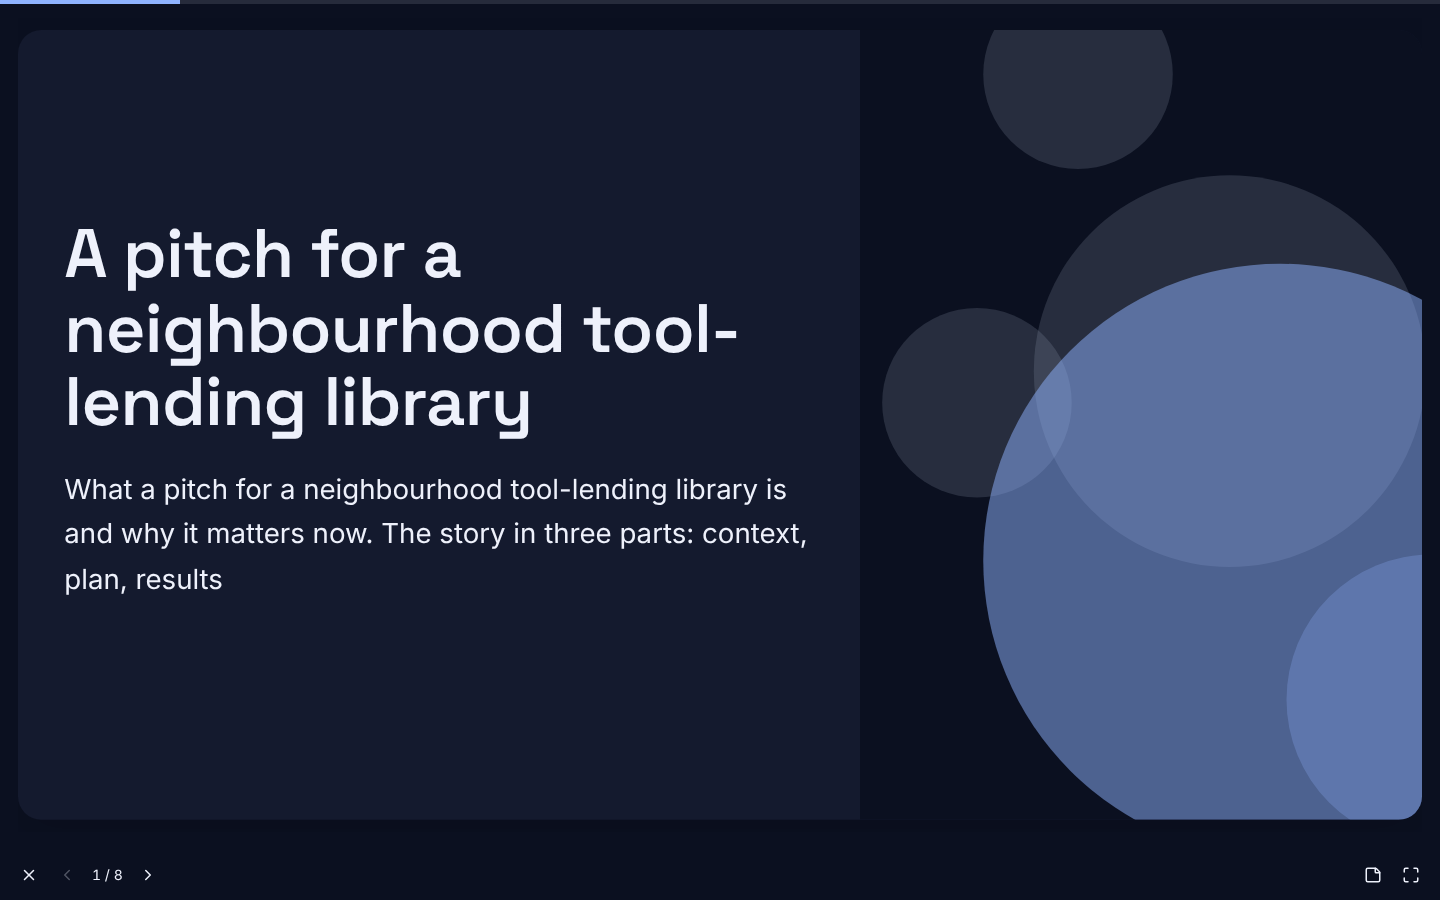 A pitch for a
neighbourhood tool-
lending library
What a pitch for a neighbourhood tool-lending library is
and why it matters now. The story in three parts: context,
plan, results
1 / 8